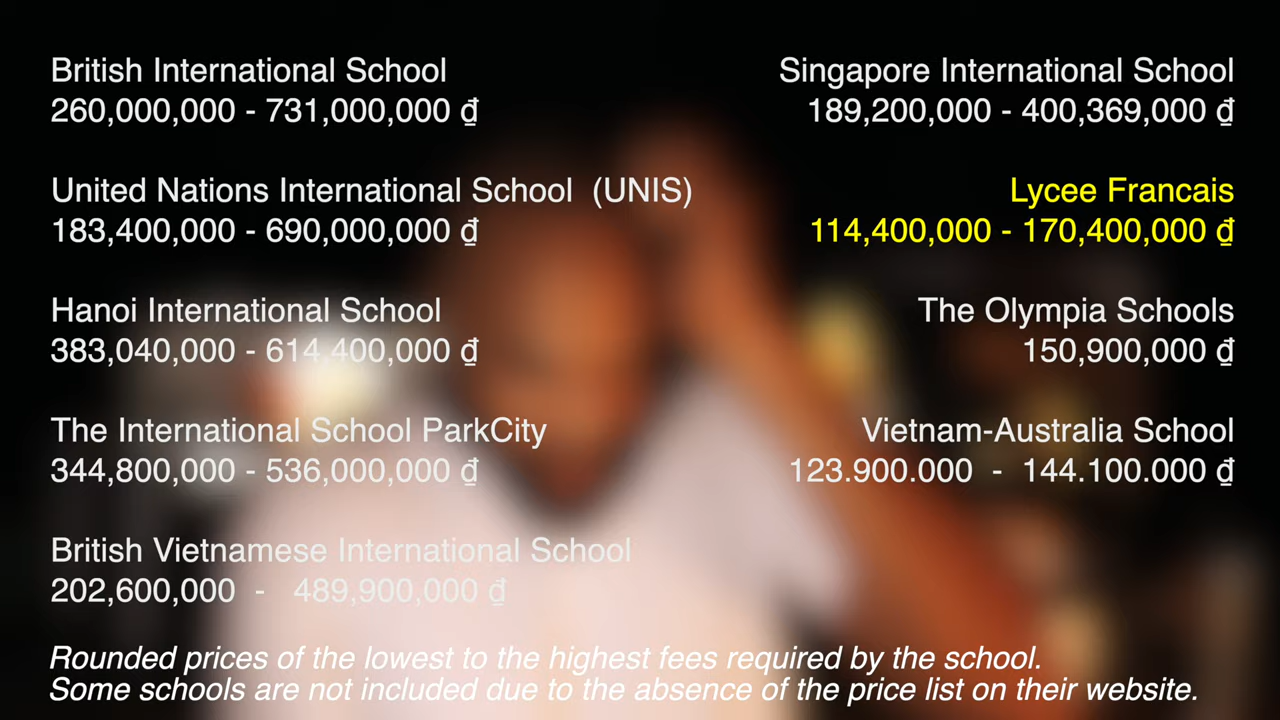 British International School
260,000,000 - 731,000,000 ₫
United Nations International School (UNIS)
183,400,000 - 690,000,000 ₫
Hanoi International School
383,040,000 - 614,400,000 ₫
The International School ParkCity
344,800,000 - 536,000,000 ₫
British Vietnamese International School
202,600,000 - 489,900,000 ₫
Singapore International School
189,200,000 - 400,369,000 ₫
Lycee Francais
114,400,000 - 170,400,000 ₫
The Olympia Schools
150,900,000 ₫
Vietnam-Australia School
123.900.000 - 144.100.000 ₫
Rounded prices of the lowest to the highest fees required by the school.
Some schools are not included due to the absence of the price list on their website.